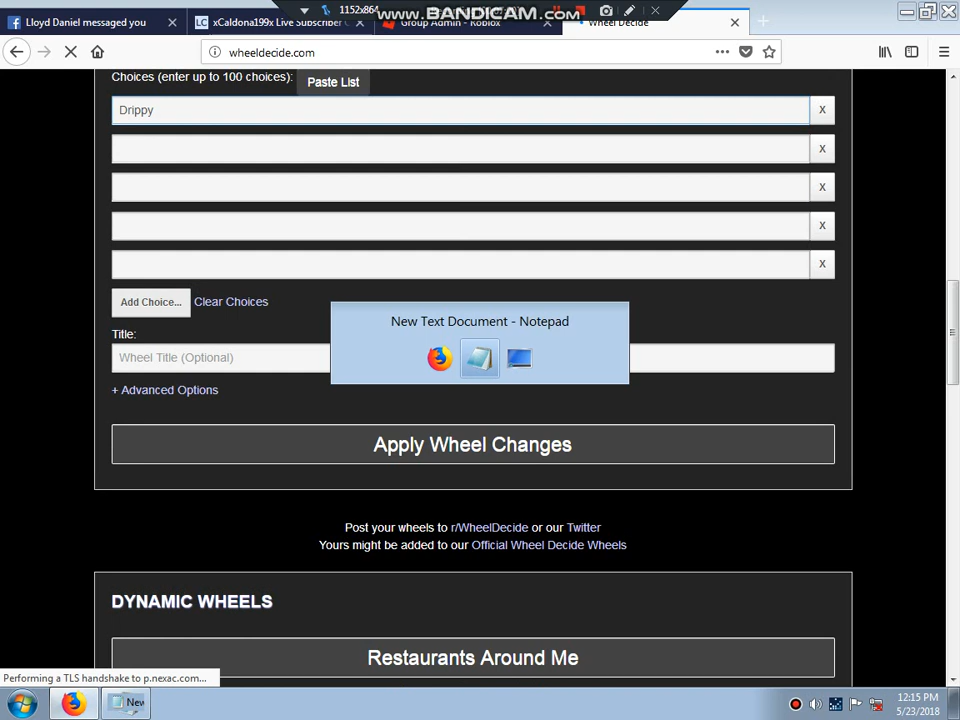 1152x864
www.BANDICAM.com
Lloyd Daniel messaged you
xCaldona199x Live Subscriber
Group Admin - Roblox
Wheel Decide
wheeldecide.com
Choices (enter up to 100 choices):
Paste List
Drippy
X
X
X
X
X
Add Choice...
Clear Choices
New Text Document - Notepad
Title:
Wheel Title (Optional)
+ Advanced Options
Apply Wheel Changes
Post your wheels to r/WheelDecide or our Twitter
Yours might be added to our Official Wheel Decide Wheels
DYNAMIC WHEELS
Restaurants Around Me
Performing a TLS handshake to p.nexac.com...
New
12:15 PM
5/23/2018